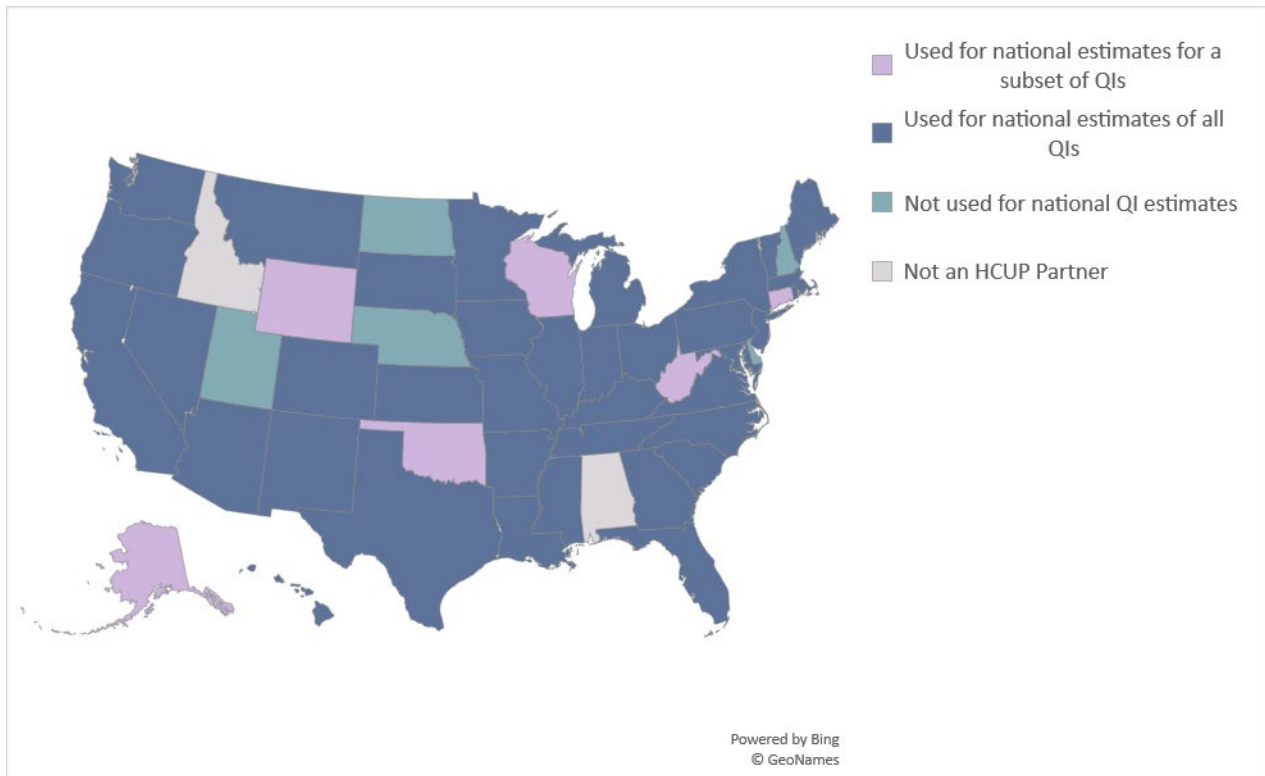 Used for national estimates for a
subset of QIs
Used for national estimates of all
QIs
Not used for national QI estimates
Not an HCUP Partner
Powered by Bing
© GeoNames